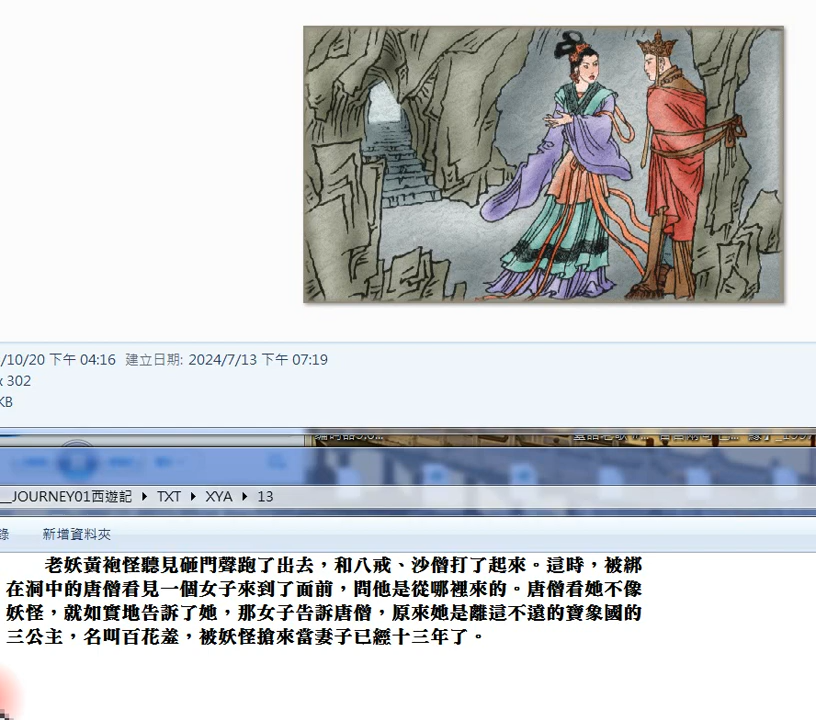 /10/20 下午 04:16 建立日期: 2024/7/13 下午 07:19
x 302
KB
__JOURNEY01西遊記 TXT XYA 13
錄 新增資料夾
老妖黃袍怪聽見砸門聲跑了出去，和八戒、沙僧打了起來。這時，被綁
在洞中的唐僧看見一個女子來到了面前，問他是從哪裡來的。唐僧看她不像
妖怪，就如實地告訴了她，那女子告訴唐僧，原來她是離這不遠的寶象國的
三公主，名叫百花羞，被妖怪搶來當妻子已經十三年了。